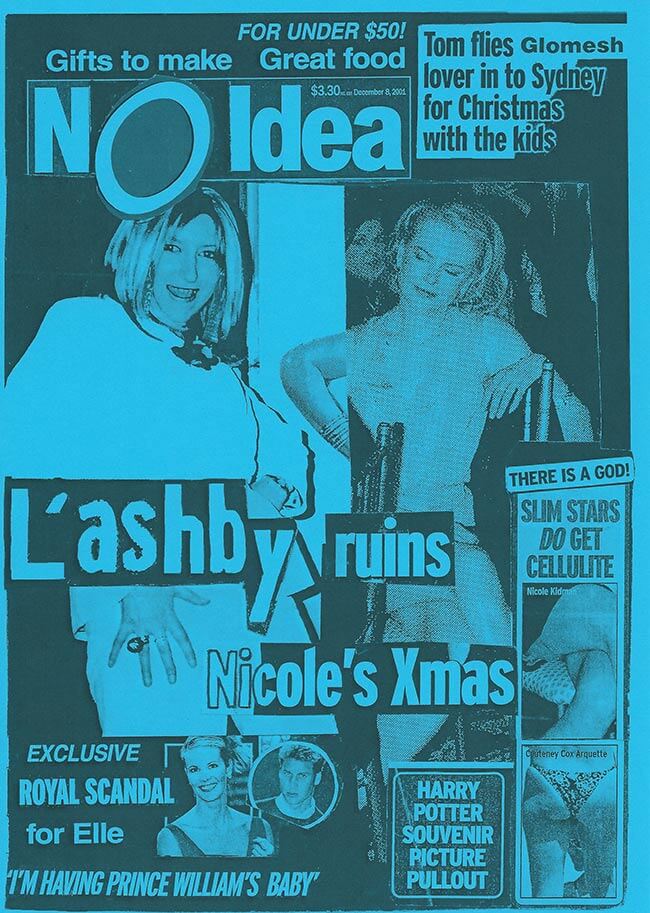 FOR UNDER $50!
Gifts to make Great food
NO Idea
$3.30 December 8, 2001
Tom flies Glomesh
lover in to Sydney
for Christmas
with the kids
L'ashby ruins
Nicole's Xmas
THERE IS A GOD!
SLIM STARS
DO GET
CELLULITE
Nicole Kidman
Couteney Cox Arquette
EXCLUSIVE
ROYAL SCANDAL
for Elle
"I'M HAVING PRINCE WILLIAM'S BABY"
HARRY
POTTER
SOUVENIR
PICTURE
PULLOUT